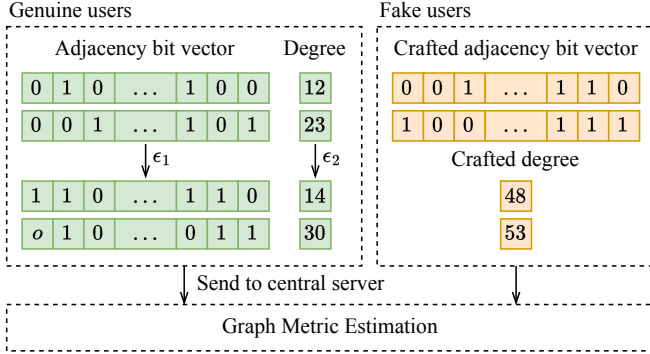 Genuine users
Adjacency bit vector Degree
0 1 0 ... 1 0 0 12
0 0 1 ... 1 0 1 23
ϵ1 ϵ2
1 1 0 ... 1 1 0 14
o 1 0 ... 0 1 1 30
Fake users
Crafted adjacency bit vector
0 0 1 ... 1 1 0
1 0 0 ... 1 1 1
Crafted degree
48
53
Send to central server
Graph Metric Estimation